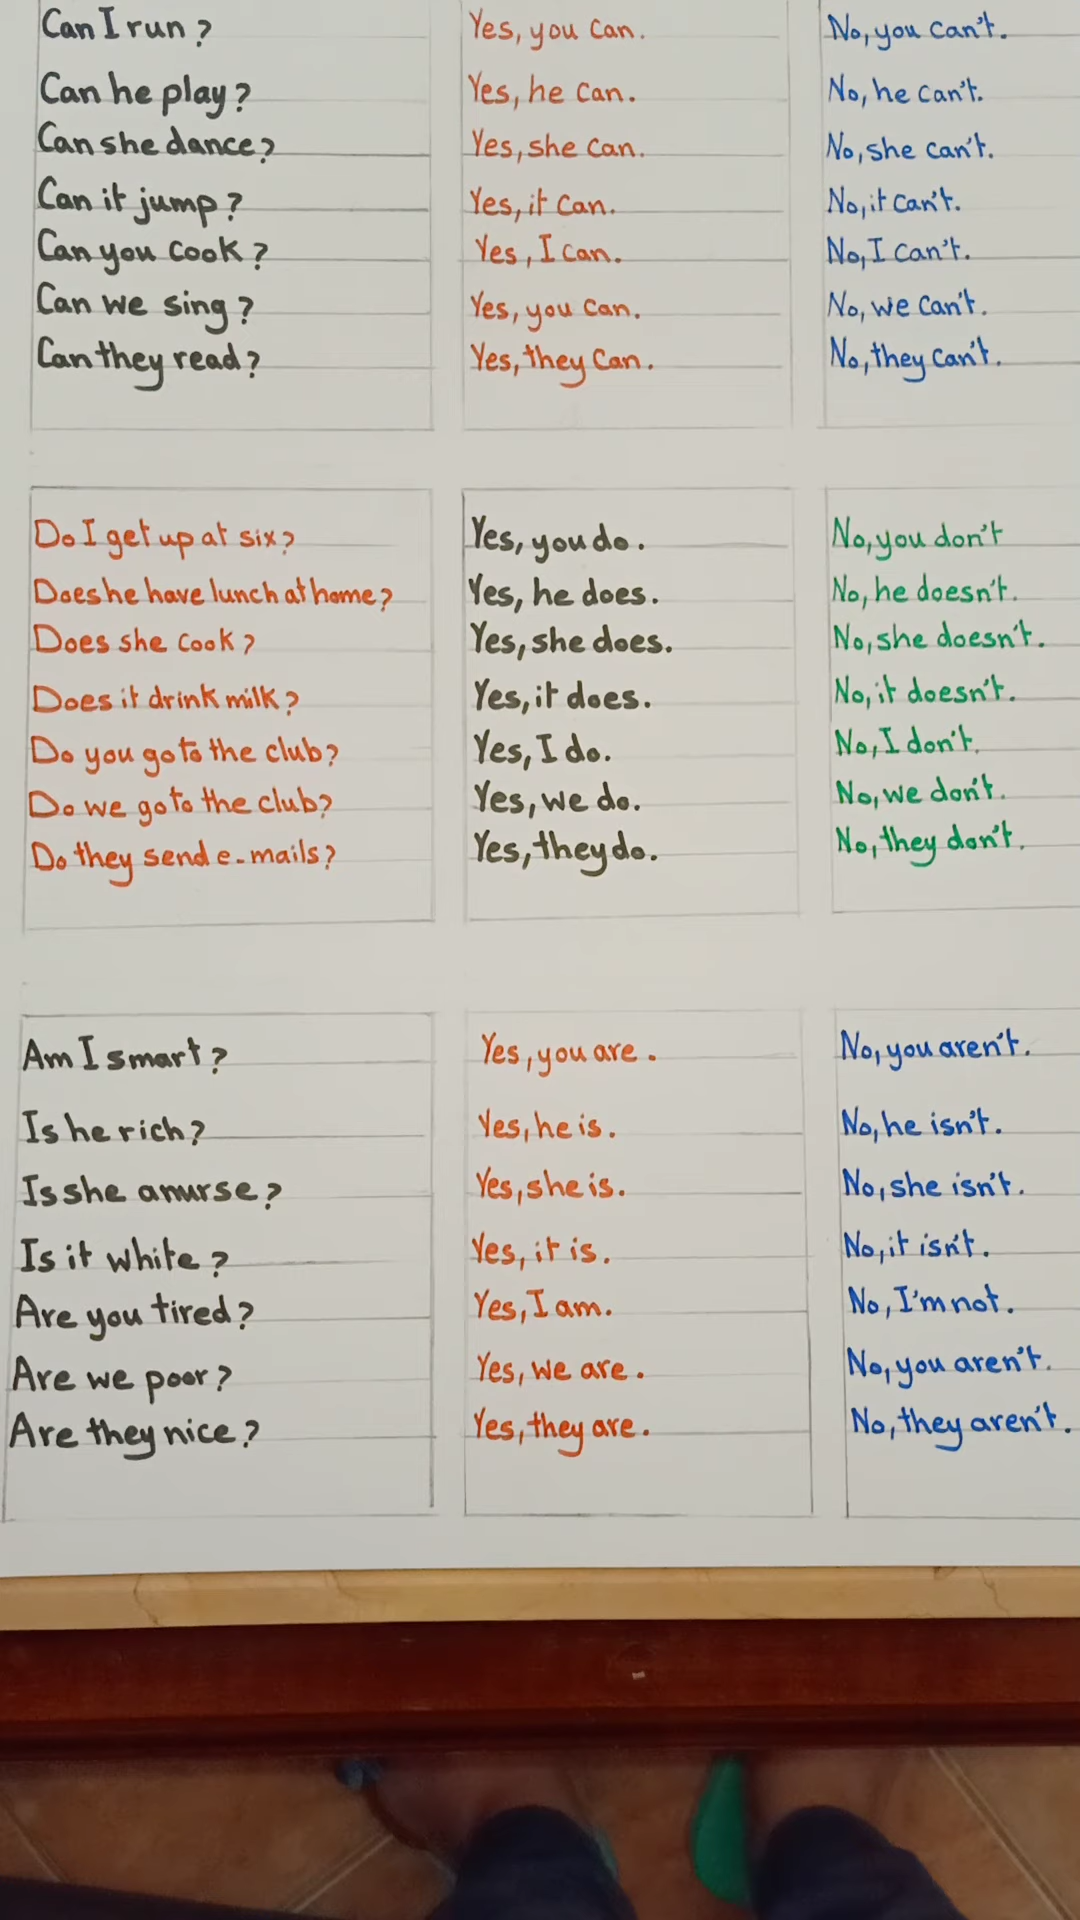 Can I run? Yes, you can. No, you can't.
Can he play? Yes, he can. No, he can't.
Can she dance? Yes, she can. No, she can't.
Can it jump? Yes, it can. No, it can't.
Can you cook? Yes, I can. No, I can't.
Can we sing? Yes, you can. No, we can't.
Can they read? Yes, they can. No, they can't.
Do I get up at six? Yes, you do. No, you don't
Does he have lunch at home? Yes, he does. No, he doesn't.
Does she cook? Yes, she does. No, she doesn't.
Does it drink milk? Yes, it does. No, it doesn't.
Do you go to the club? Yes, I do. No, I don't.
Do we go to the club? Yes, we do. No, we don't.
Do they send e-mails? Yes, they do. No, they don't.
Am I smart? Yes, you are. No, you aren't.
Is he rich? Yes, he is. No, he isn't.
Is she a nurse? Yes, she is. No, she isn't.
Is it white? Yes, it is. No, it isn't.
Are you tired? Yes, I am. No, I'm not.
Are we poor? Yes, we are. No, you aren't.
Are they nice? Yes, they are. No, they aren't.